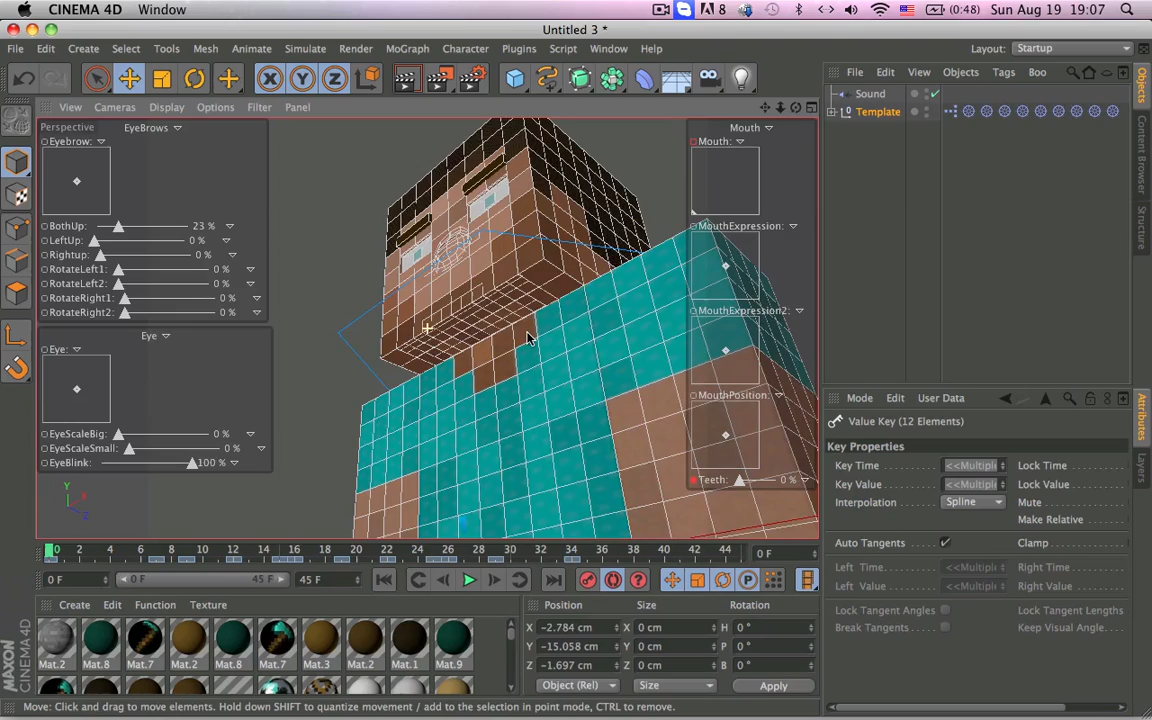 CINEMA 4D Window
8 (0:48) Sun Aug 19 19:07
Untitled 3 *
File Edit Create Select Tools Mesh Animate Simulate Render MoGraph Character Plugins Script Window Help Layout: Startup
X Y Z
View Cameras Display Options Filter Panel
File Edit View Objects Tags Boo
Sound
Template
Perspective EyeBrows
Eyebrow:
BothUp: 23 %
LeftUp: 0 %
Rightup: 0 %
RotateLeft1: 0 %
RotateLeft2: 0 %
RotateRight1: 0 %
RotateRight2: 0 %
Eye
Eye:
EyeScaleBig: 0 %
EyeScaleSmall: 0 %
EyeBlink: 100 %
Mouth
Mouth:
MouthExpression:
MouthExpression2:
MouthPosition:
Teeth: 0 %
Y X Z
Objects
Content Browser
Structure
Attributes
Layers
Mode Edit User Data
Value Key (12 Elements)
Key Properties
Key Time <<Multipl Lock Time
Key Value <<Multipl Lock Value
Interpolation Spline Mute
Make Relative
Auto Tangents Clamp
Left Time <<Multipl Right Time
Left Value <<Multipl Right Value
Lock Tangent Angles Lock Tangent Lengths
Break Tangents Keep Visual Angle
0 2 4 6 8 10 12 14 16 18 20 22 24 26 28 30 32 34 36 38 40 42 44 0 F
0 F 0 F 45 F 45 F
Create Edit Function Texture
Position Size Rotation
X -2.784 cm X 0 cm H 0 °
Y -15.058 cm Y 0 cm P 0 °
Z -1.697 cm Z 0 cm B 0 °
Object (Rel) Size Apply
Mat.2 Mat.8 Mat.7 Mat.2 Mat.8 Mat.7 Mat.3 Mat.2 Mat.1 Mat.9
MAXON CINEMA 4D
Move: Click and drag to move elements. Hold down SHIFT to quantize movement / add to the selection in point mode, CTRL to remove.